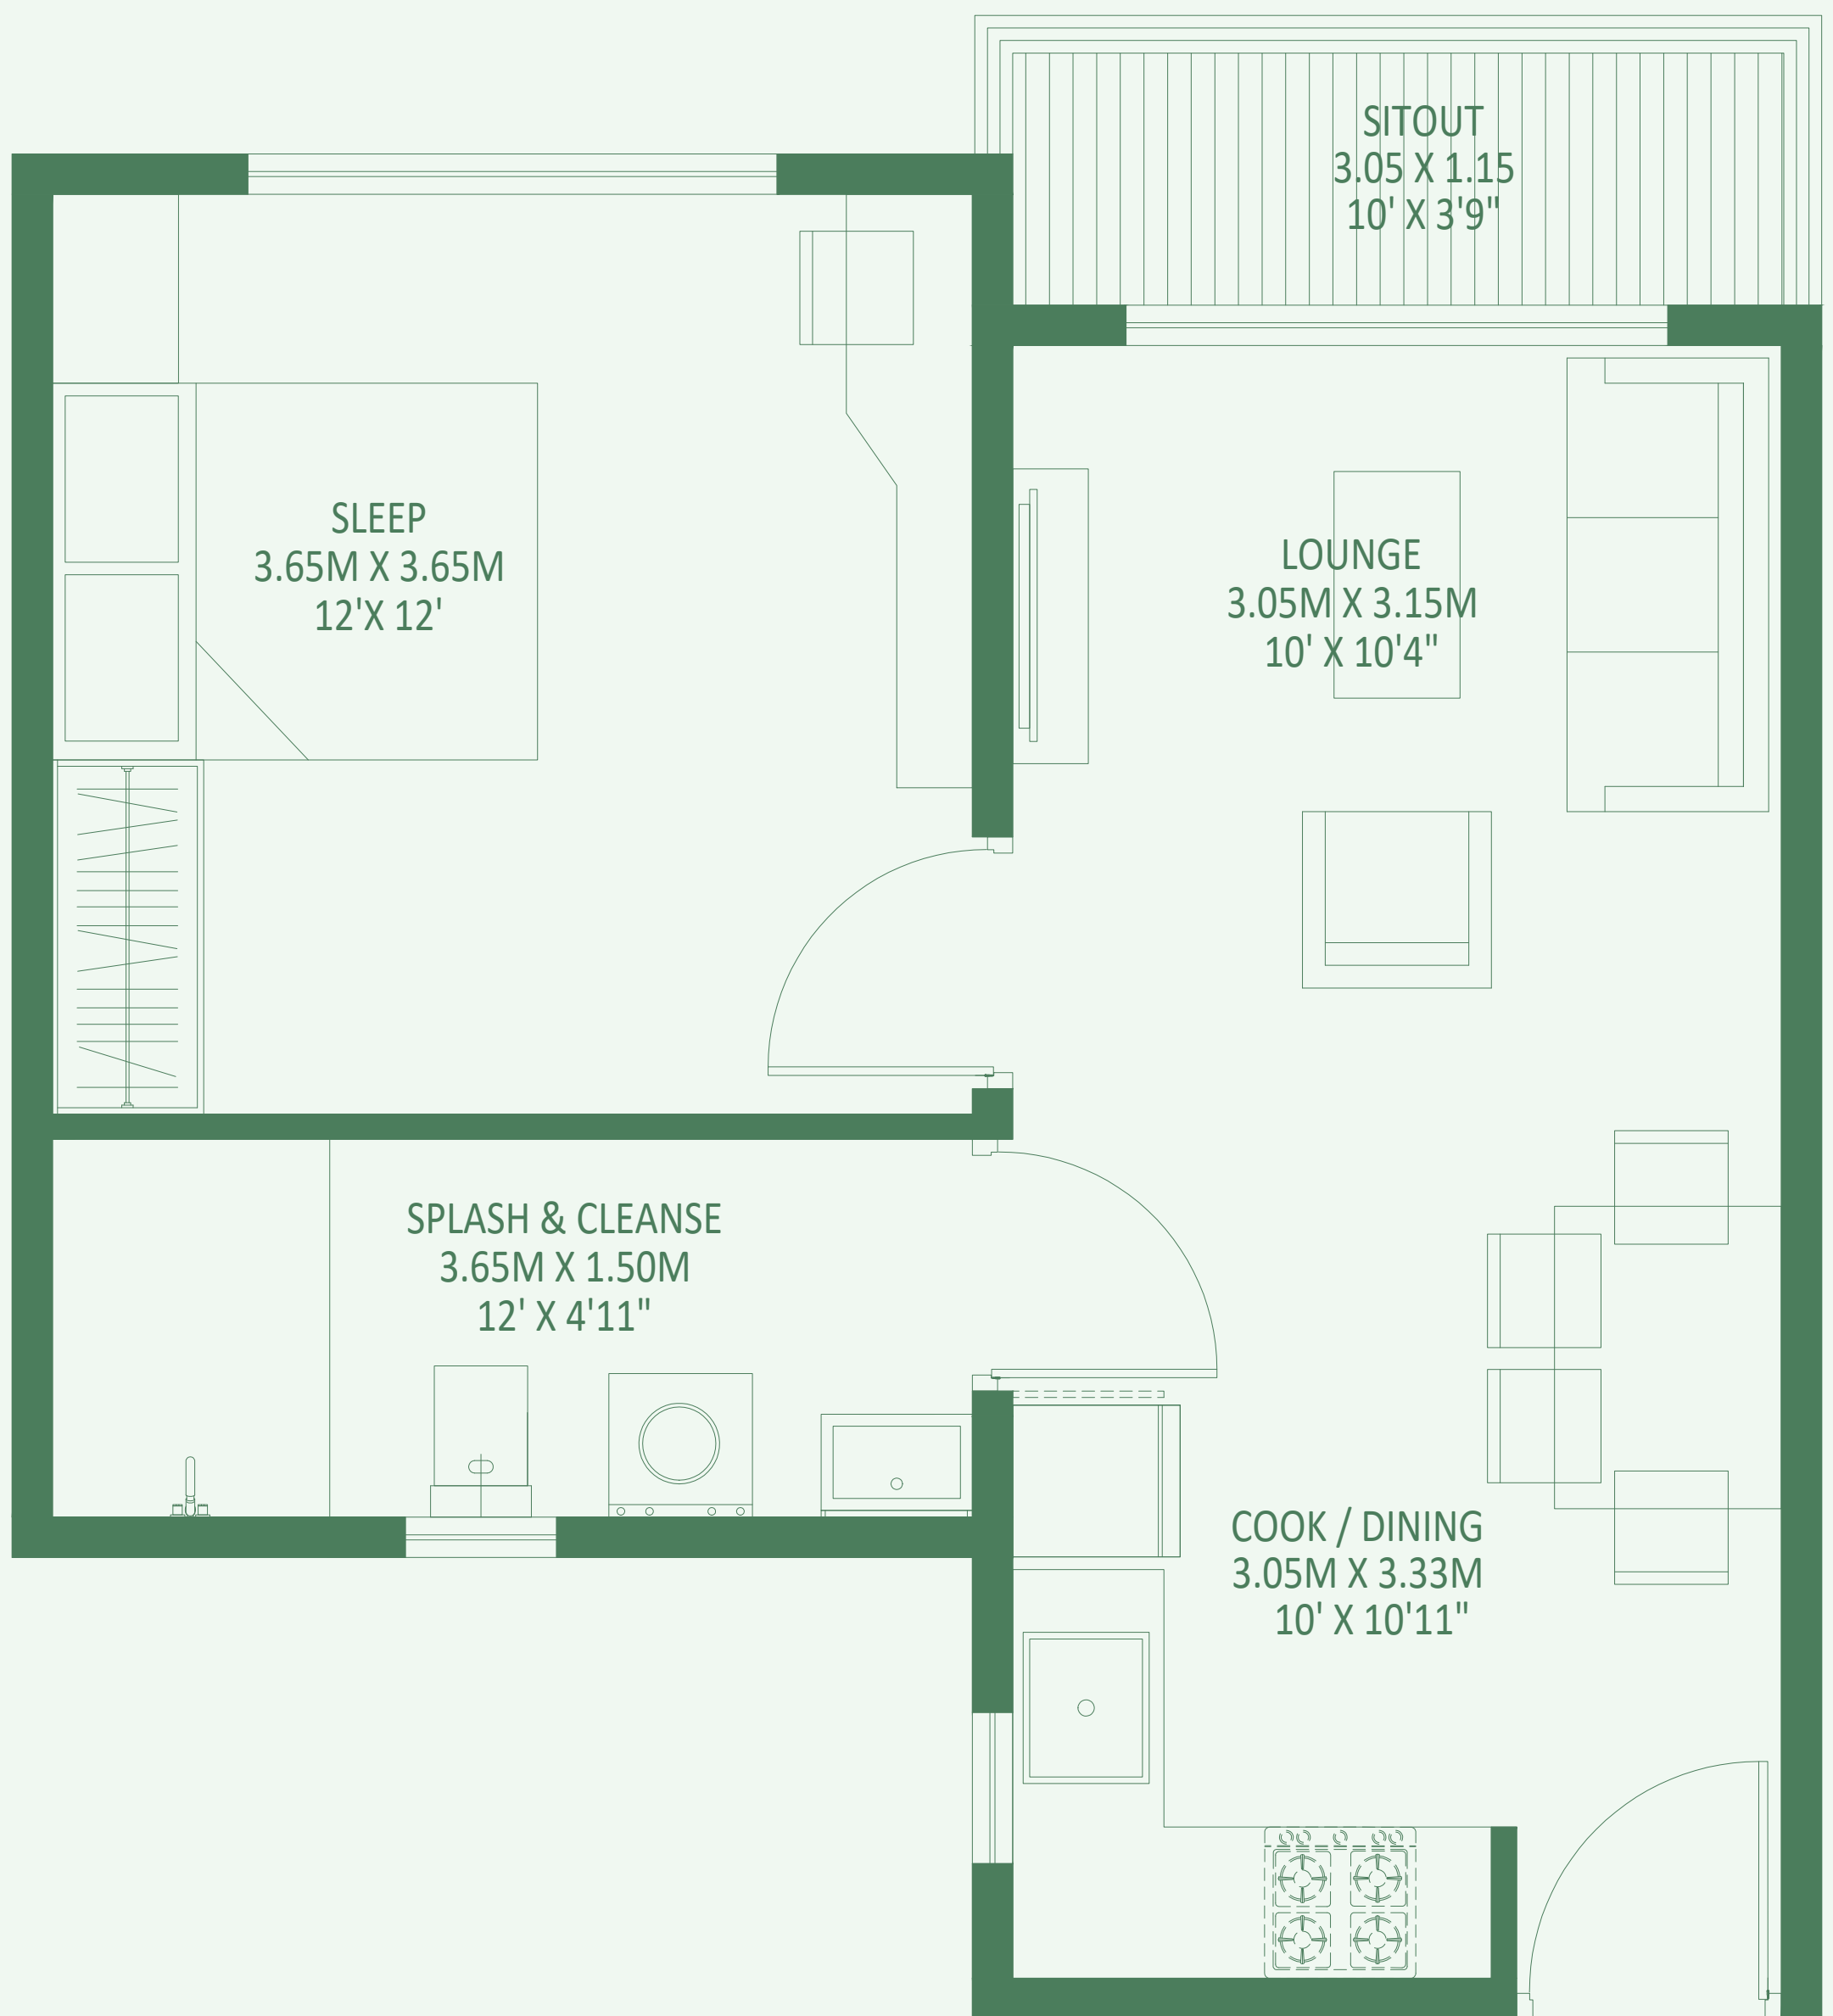 SITOUT
3.05 X 1.15
10' X 3'9"
SLEEP
3.65M X 3.65M
12'X 12'
LOUNGE
3.05M X 3.15M
10' X 10'4"
SPLASH & CLEANSE
3.65M X 1.50M
12' X 4'11"
COOK / DINING
3.05M X 3.33M
10' X 10'11"